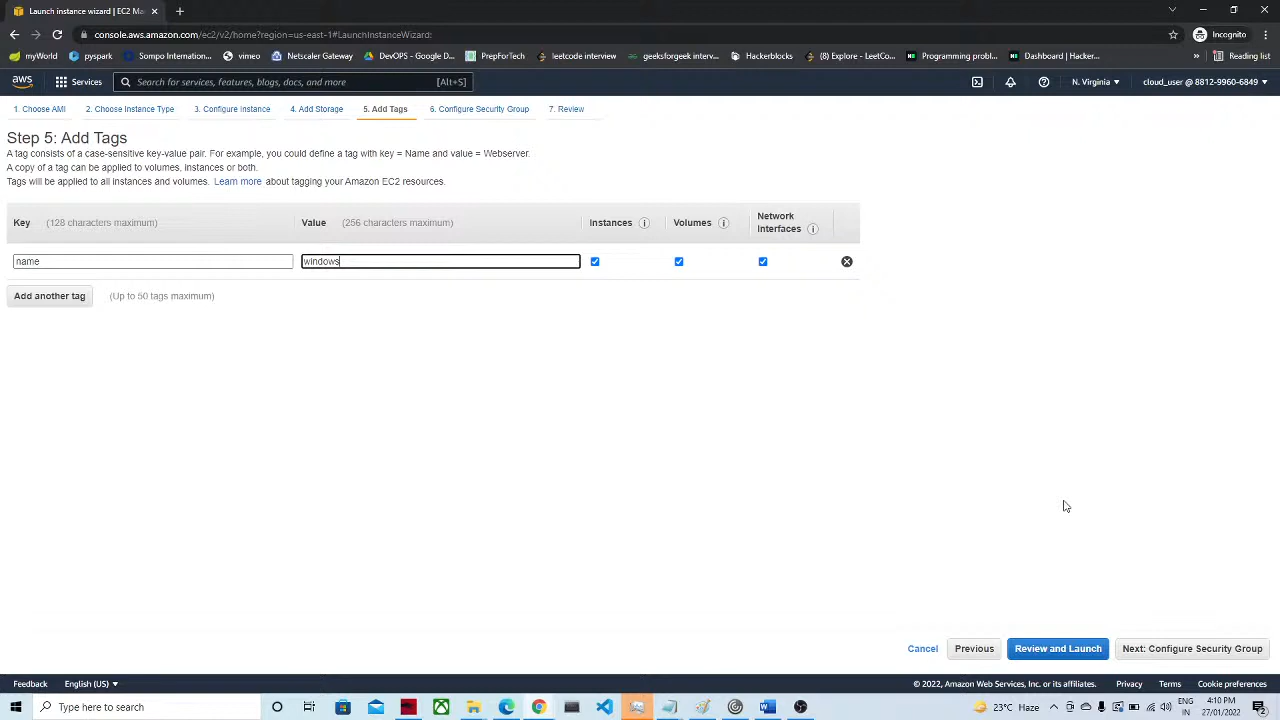 Launch instance wizard | EC2 Ma
console.aws.amazon.com/ec2/v2/home?region=us-east-1#LaunchInstanceWizard:
Incognito
myWorld
pyspark
Sompo Internation...
vimeo
Netscaler Gateway
DevOPS - Google D...
PrepForTech
leetcode interview
geeksforgeek interv...
Hackerblocks
(8) Explore - LeetCo...
Programming probl...
Dashboard | Hacker...
»
Reading list
aws
Services
Search for services, features, blogs, docs, and more
[Alt+S]
N. Virginia
cloud_user @ 8812-9960-6849
1. Choose AMI
2. Choose Instance Type
3. Configure Instance
4. Add Storage
5. Add Tags
6. Configure Security Group
7. Review
Step 5: Add Tags
A tag consists of a case-sensitive key-value pair. For example, you could define a tag with key = Name and value = Webserver.
A copy of a tag can be applied to volumes, instances or both.
Tags will be applied to all instances and volumes. Learn more about tagging your Amazon EC2 resources.
Key (128 characters maximum)
Value (256 characters maximum)
Instances
Volumes
Network
Interfaces
name
windows
Add another tag
(Up to 50 tags maximum)
Cancel
Previous
Review and Launch
Next: Configure Security Group
Feedback
English (US)
© 2022, Amazon Web Services, Inc. or its affiliates.
Privacy
Terms
Cookie preferences
Type here to search
23°C Haze
ENG
IN
4:10 PM
27/01/2022